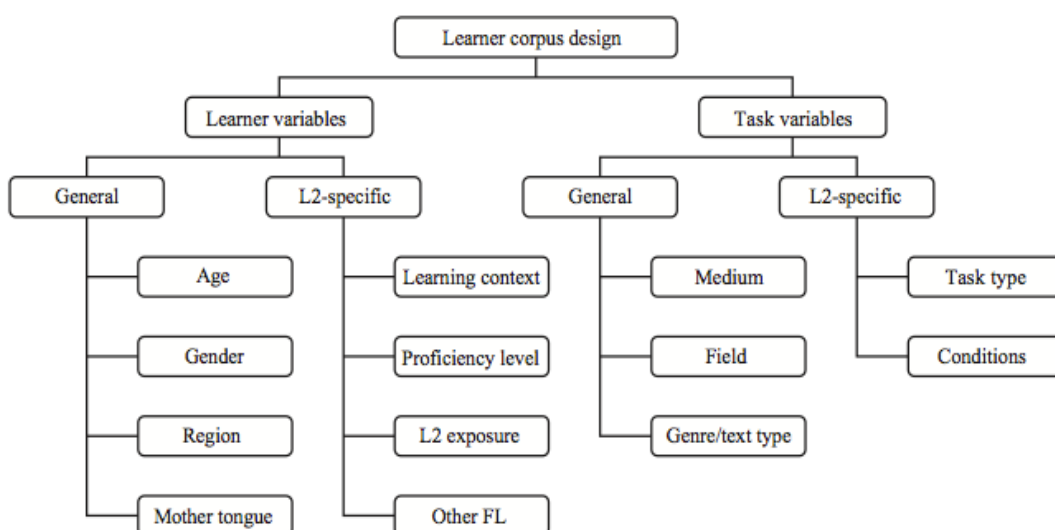 Learner corpus design
Learner variables
Task variables
General
L2-specific
General
L2-specific
Age
Learning context
Medium
Task type
Gender
Proficiency level
Field
Conditions
Region
L2 exposure
Genre/text type
Mother tongue
Other FL